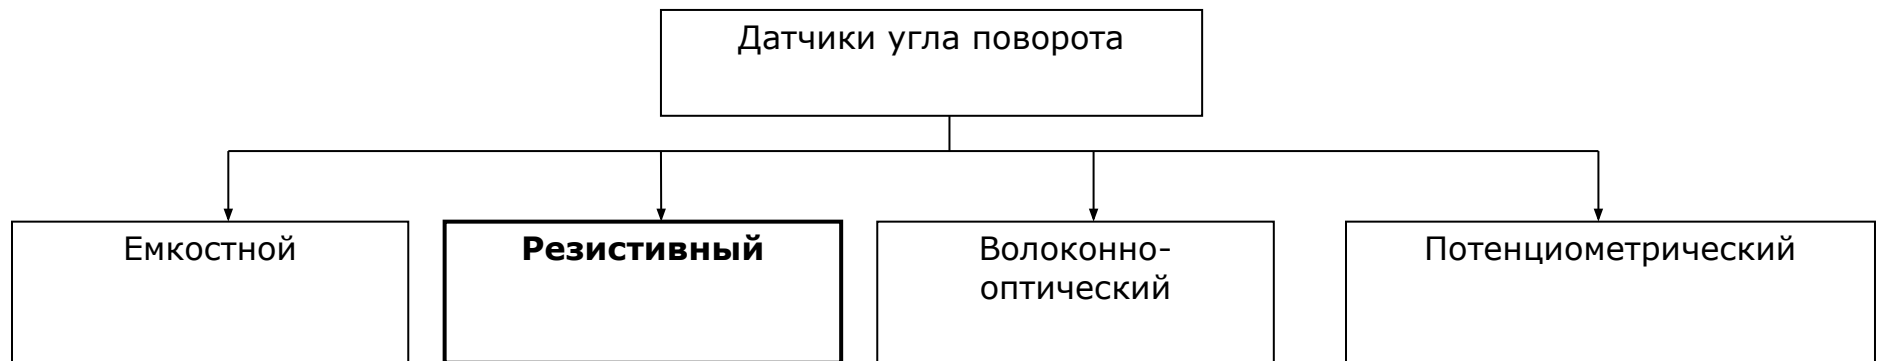 Датчики угла поворота
Емкостной
Резистивный
Волоконно-
оптический
Потенциометрический